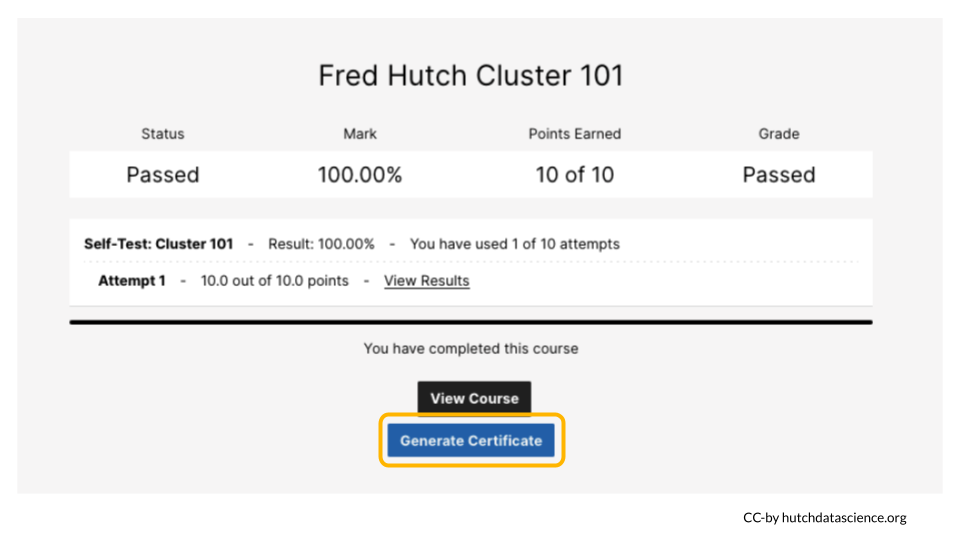 Fred Hutch Cluster 101
Status Mark Points Earned Grade
Passed 100.00% 10 of 10 Passed
Self-Test: Cluster 101 - Result: 100.00% - You have used 1 of 10 attempts
Attempt 1 - 10.0 out of 10.0 points - View Results
You have completed this course
View Course
Generate Certificate
CC-by hutchdatascience.org